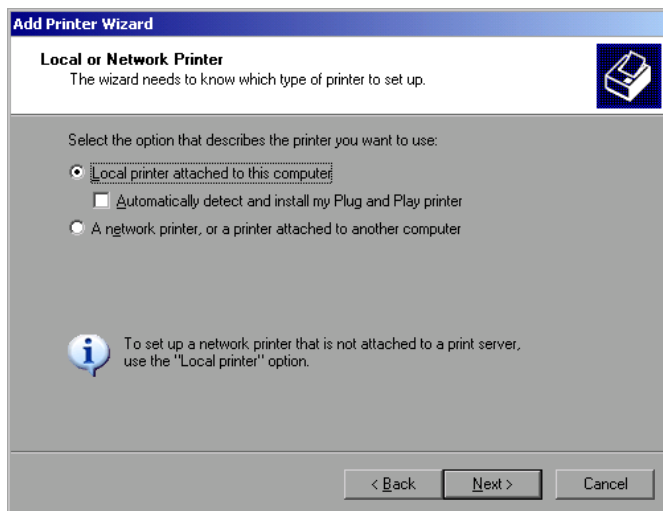 Add Printer Wizard
Local or Network Printer
The wizard needs to know which type of printer to set up.
Select the option that describes the printer you want to use:
Local printer attached to this computer
Automatically detect and install my Plug and Play printer
A network printer, or a printer attached to another computer
To set up a network printer that is not attached to a print server,
use the "Local printer" option.
< Back Next > Cancel